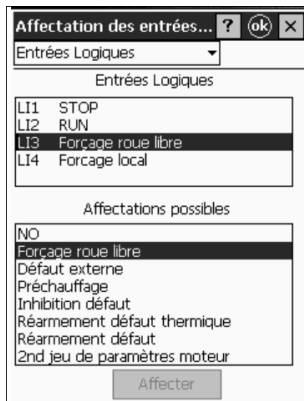 Affectation des entrées... ? ok ×
Entrées Logiques
Entrées Logiques
LI1 STOP
LI2 RUN
LI3 Forçage roue libre
LI4 Forcage local
Affectations possibles
NO
Forçage roue libre
Défaut externe
Préchauffage
Inhibition défaut
Réarmement défaut thermique
Réarmement défaut
2nd jeu de paramètres moteur
Affecter